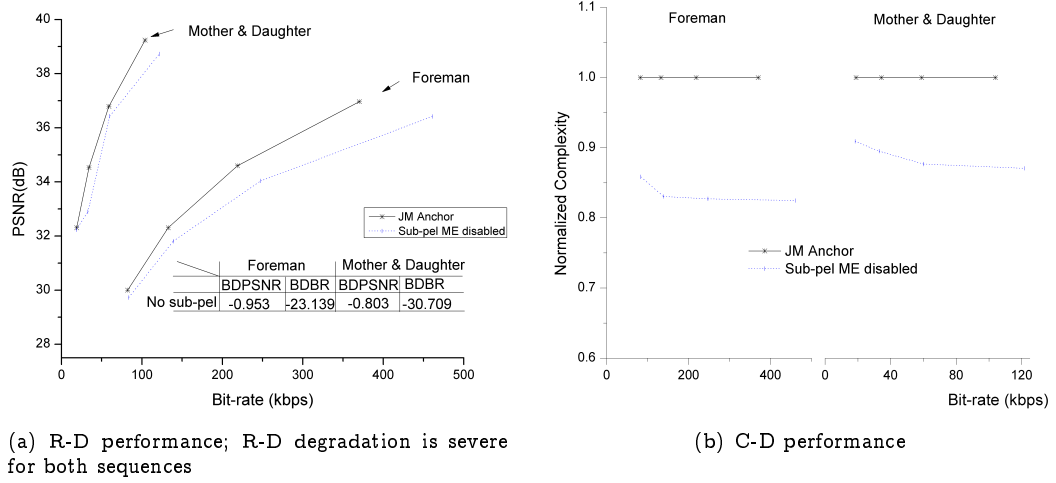 40
38
36
34
32
30
28
PSNR(dB)
0 100 200 300 400 500
Bit-rate (kbps)
Mother & Daughter
Foreman
JM Anchor
Sub-pel ME disabled
Foreman Mother & Daughter
BDPSNR BDBR BDPSNR BDBR
No sub-pel -0.953 -23.139 -0.803 -30.709
(a) R-D performance; R-D degradation is severe
for both sequences
1.1
1.0
0.9
0.8
0.7
0.6
Normalized Complexity
Foreman
Mother & Daughter
JM Anchor
Sub-pel ME disabled
0 200 400 0 40 80 120
Bit-rate (kbps)
(b) C-D performance